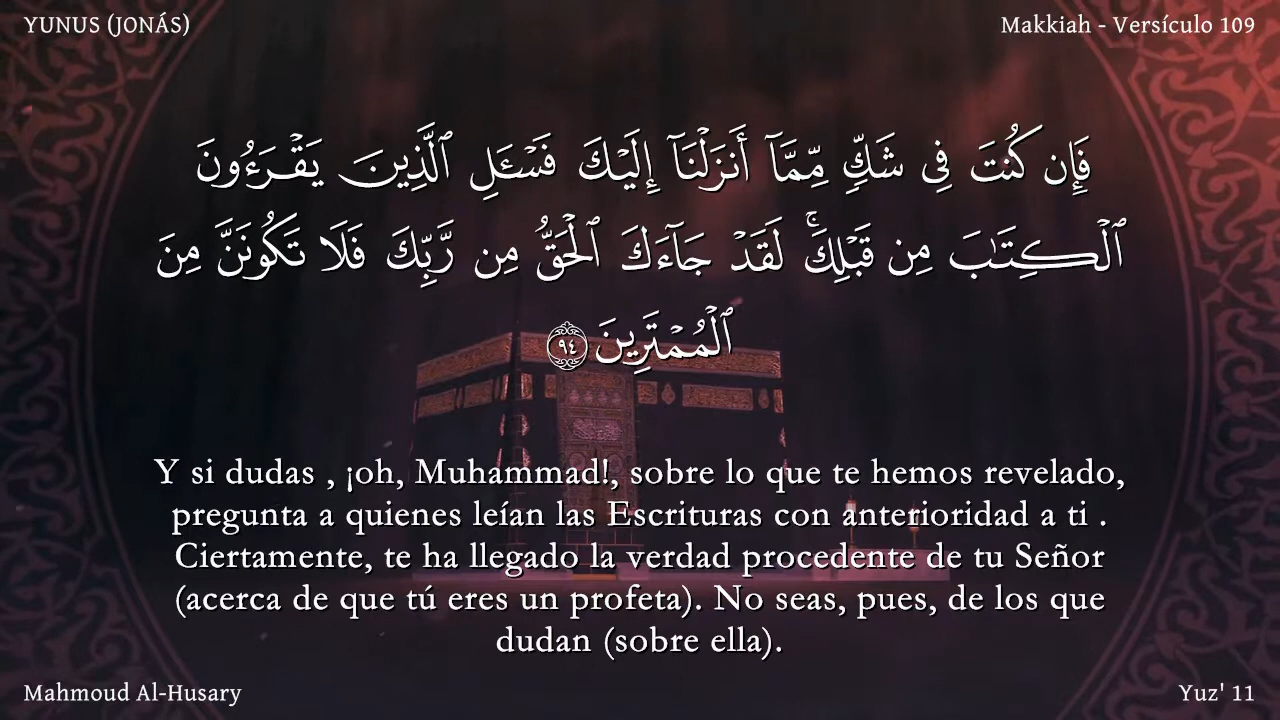 YUNUS (JONÁS)
Makkiah - Versículo 109
فَإِن كُنتَ فِى شَكٍّ مِّمَّآ أَنزَلْنَآ إِلَيْكَ فَسْـَٔلِ ٱلَّذِينَ يَقْرَءُونَ
ٱلْكِتَـٰبَ مِن قَبْلِكَ ۚ لَقَدْ جَآءَكَ ٱلْحَقُّ مِن رَّبِّكَ فَلَا تَكُونَنَّ مِنَ
ٱلْمُمْتَرِينَ ٩٤
Y si dudas , ¡oh, Muhammad!, sobre lo que te hemos revelado,
pregunta a quienes leían las Escrituras con anterioridad a ti .
Ciertamente, te ha llegado la verdad procedente de tu Señor
(acerca de que tú eres un profeta). No seas, pues, de los que
dudan (sobre ella).
Mahmoud Al-Husary
Yuz' 11